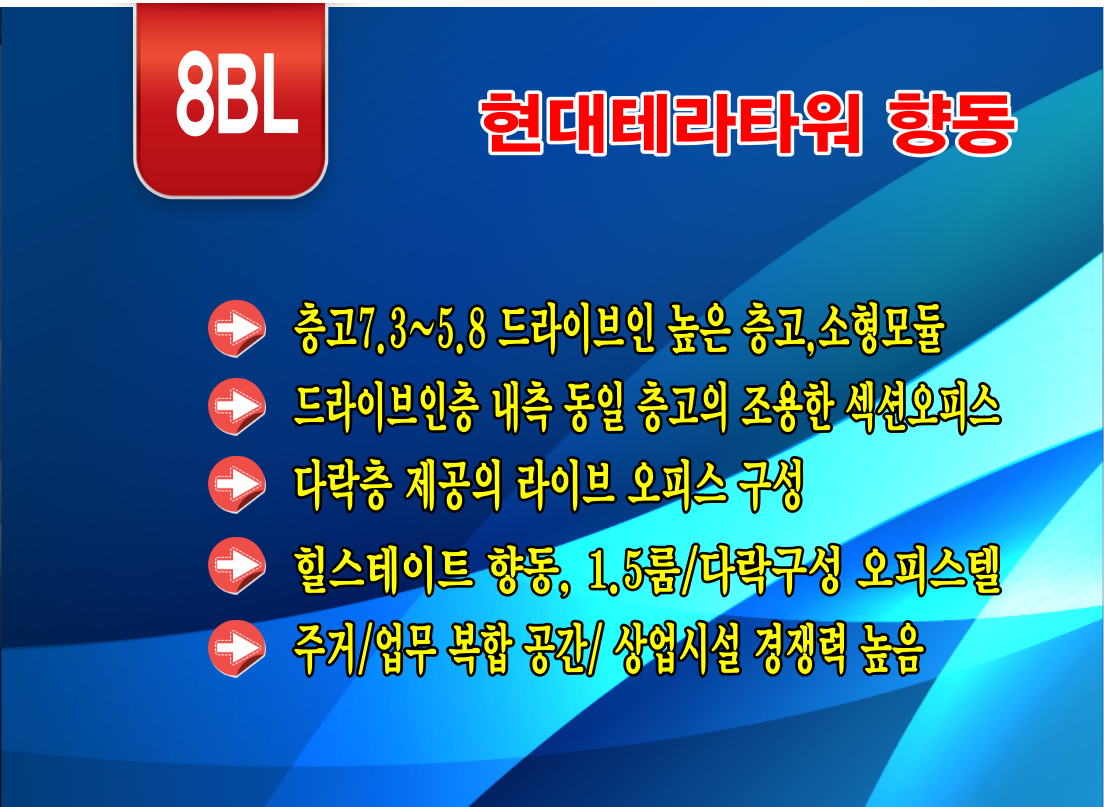 8BL
현대테라타워 향동
층고7.3~5.8 드라이브인 높은 층고,소형모듈
드라이브인층 내측 동일 층고의 조용한 섹션오피스
다락층 제공의 라이브 오피스 구성
힐스테이트 향동, 1.5룸/다락구성 오피스텔
주거/업무 복합 공간/ 상업시설 경쟁력 높음